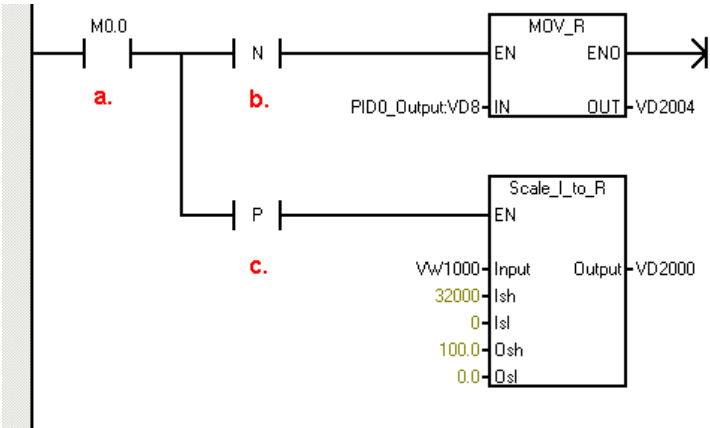 M0.0
MOV_R
N
EN
ENO
a.
b.
PID0_Output:VD8
IN
OUT
VD2004
Scale_I_to_R
P
EN
c.
VW1000
Input
Output
VD2000
32000
Ish
0
Isl
100.0
Osh
0.0
Osl